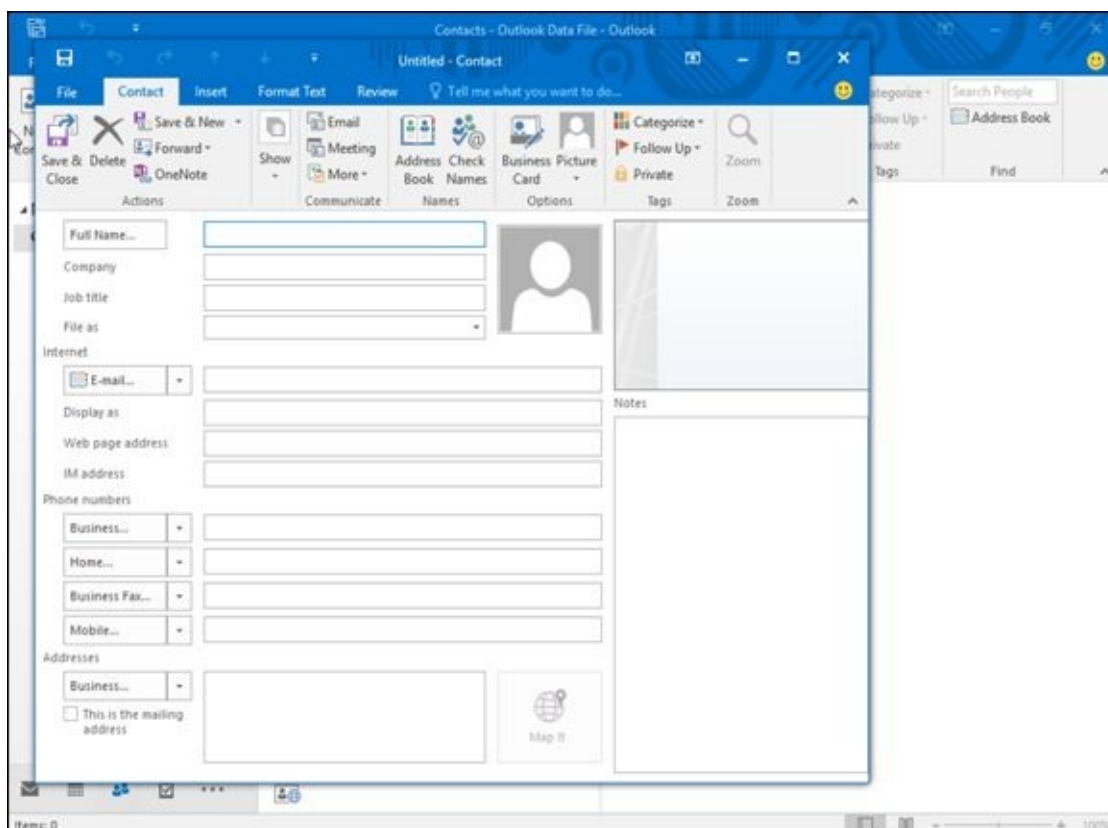 Contacts - Outlook Data File - Outlook
Untitled - Contact
File Contact Insert Format Text Review Tell me what you want to do...
Save & Close
Delete
Save & New
Forward
OneNote
Actions
Show
Email
Meeting
More
Communicate
Address Book
Check Names
Names
Business Card
Picture
Options
Categorize
Follow Up
Private
Tags
Zoom
Zoom
Search People
Address Book
Tags
Find
Full Name...
Company
Job title
File as
Internet
E-mail...
Display as
Web page address
IM address
Phone numbers
Business...
Home...
Business Fax...
Mobile...
Addresses
Business...
This is the mailing
address
Map It
Notes
Items: 0
100%